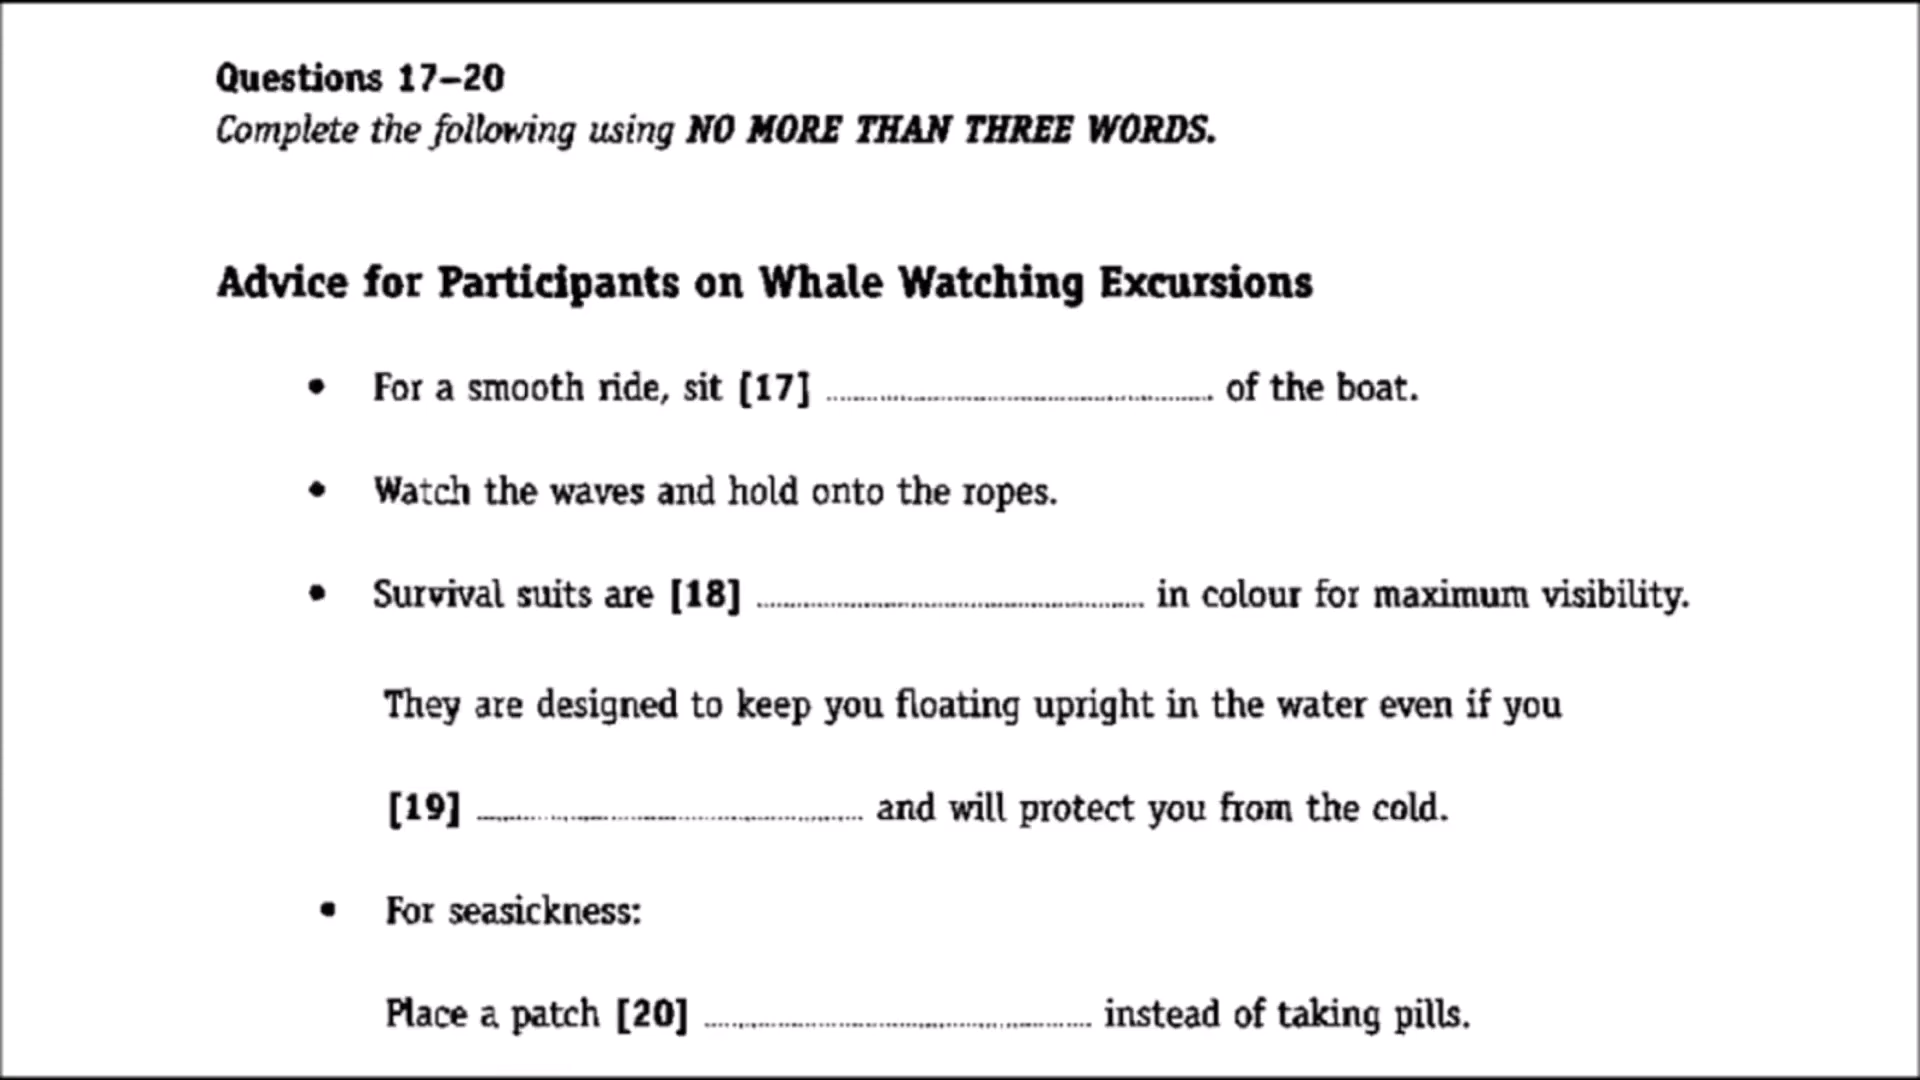 Questions 17–20
Complete the following using NO MORE THAN THREE WORDS.
Advice for Participants on Whale Watching Excursions
• For a smooth ride, sit [17] ........................ of the boat.
• Watch the waves and hold onto the ropes.
• Survival suits are [18] ........................ in colour for maximum visibility.
They are designed to keep you floating upright in the water even if you
[19] ........................ and will protect you from the cold.
• For seasickness:
Place a patch [20] ........................ instead of taking pills.